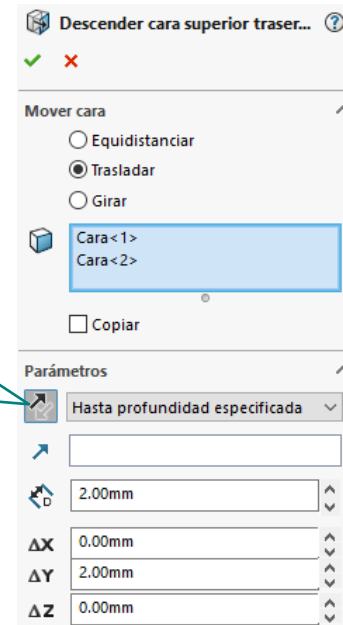 Descender cara superior traser...
Mover cara
Equidistanciar
Trasladar
Girar
Cara<1>
Cara<2>
Copiar
Parámetros
Hasta profundidad especificada
D 2.00mm
ΔX 0.00mm
ΔY 2.00mm
ΔZ 0.00mm